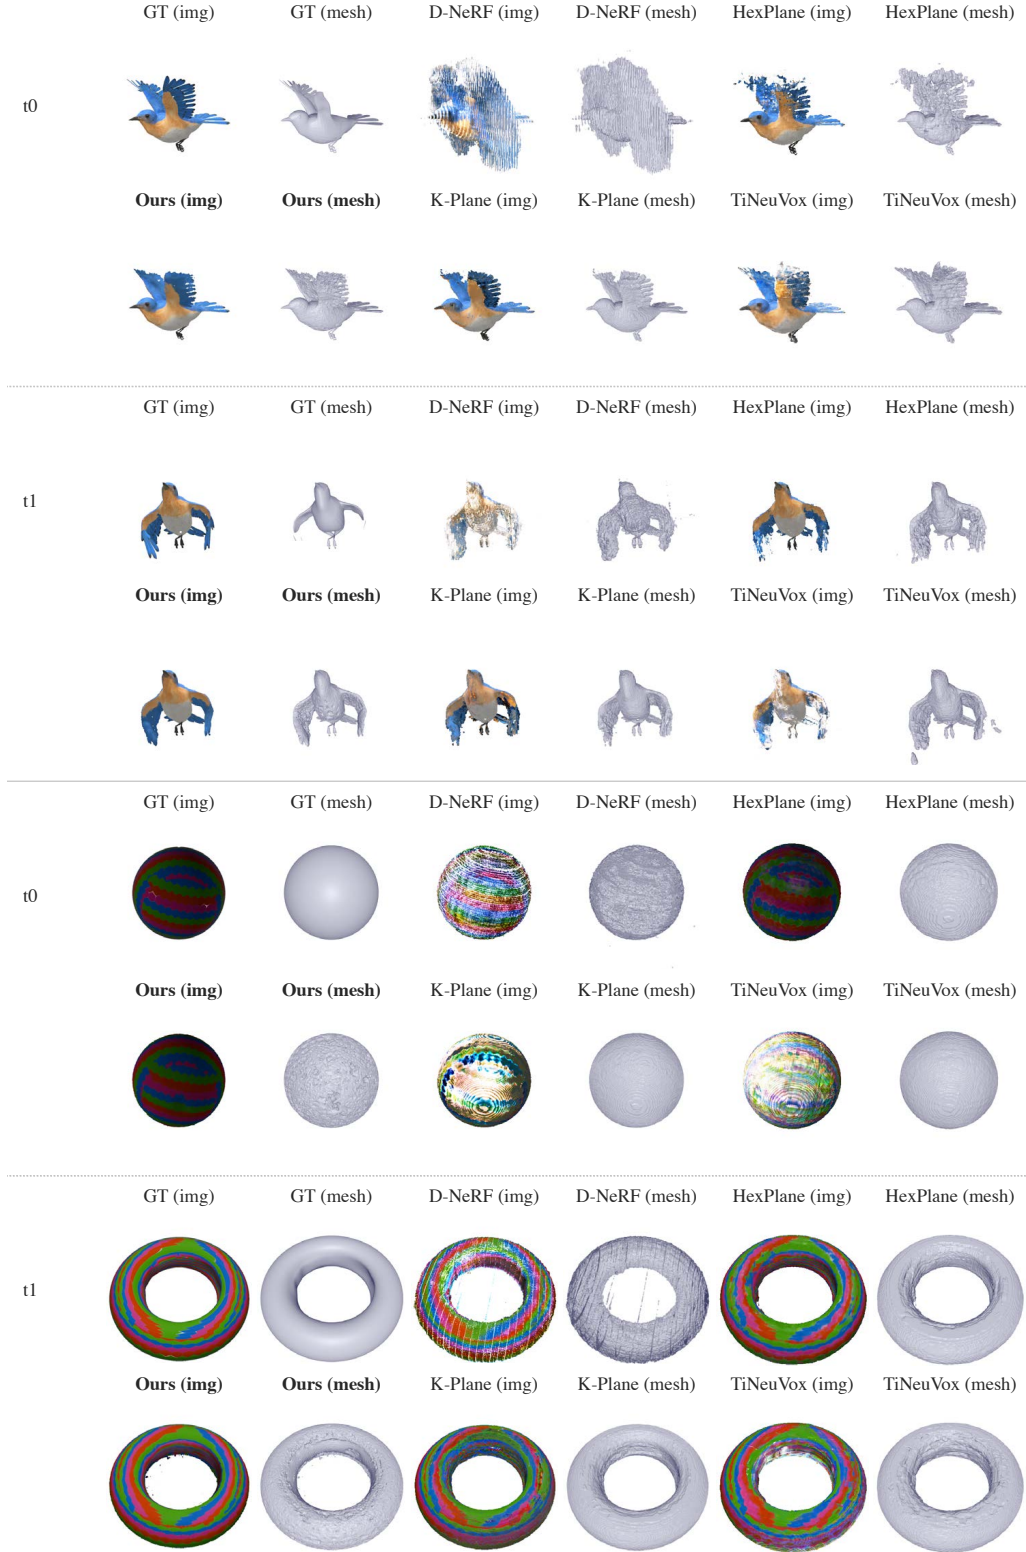 GT (img) GT (mesh) D-NeRF (img) D-NeRF (mesh) HexPlane (img) HexPlane (mesh)
t0
Ours (img) Ours (mesh) K-Plane (img) K-Plane (mesh) TiNeuVox (img) TiNeuVox (mesh)
GT (img) GT (mesh) D-NeRF (img) D-NeRF (mesh) HexPlane (img) HexPlane (mesh)
t1
Ours (img) Ours (mesh) K-Plane (img) K-Plane (mesh) TiNeuVox (img) TiNeuVox (mesh)
GT (img) GT (mesh) D-NeRF (img) D-NeRF (mesh) HexPlane (img) HexPlane (mesh)
t0
Ours (img) Ours (mesh) K-Plane (img) K-Plane (mesh) TiNeuVox (img) TiNeuVox (mesh)
GT (img) GT (mesh) D-NeRF (img) D-NeRF (mesh) HexPlane (img) HexPlane (mesh)
t1
Ours (img) Ours (mesh) K-Plane (img) K-Plane (mesh) TiNeuVox (img) TiNeuVox (mesh)